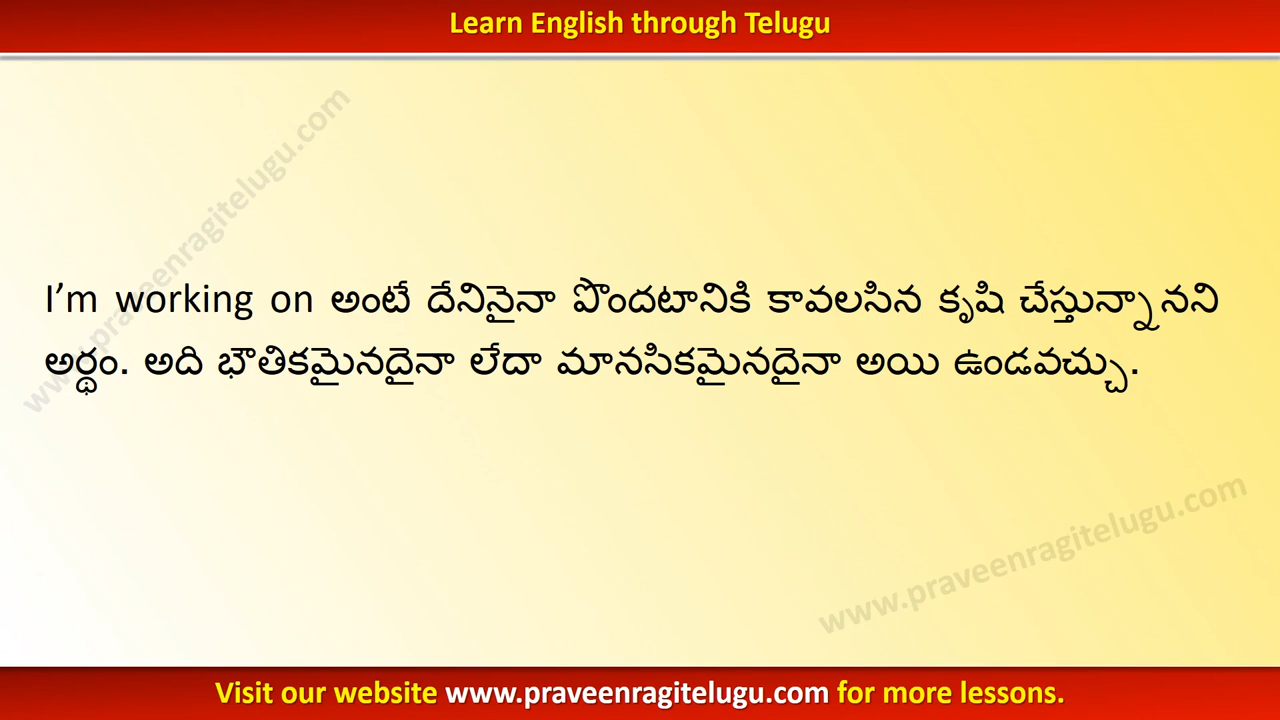 Learn English through Telugu
www.praveenragitelugu.com
I’m working on అంటే దేనినైనా పొందటానికి కావలసిన కృషి చేస్తున్నానని
అర్థం. అది భౌతికమైనదైనా లేదా మానసికమైనదైనా అయి ఉండవచ్చు.
www.praveenragitelugu.com
Visit our website www.praveenragitelugu.com for more lessons.